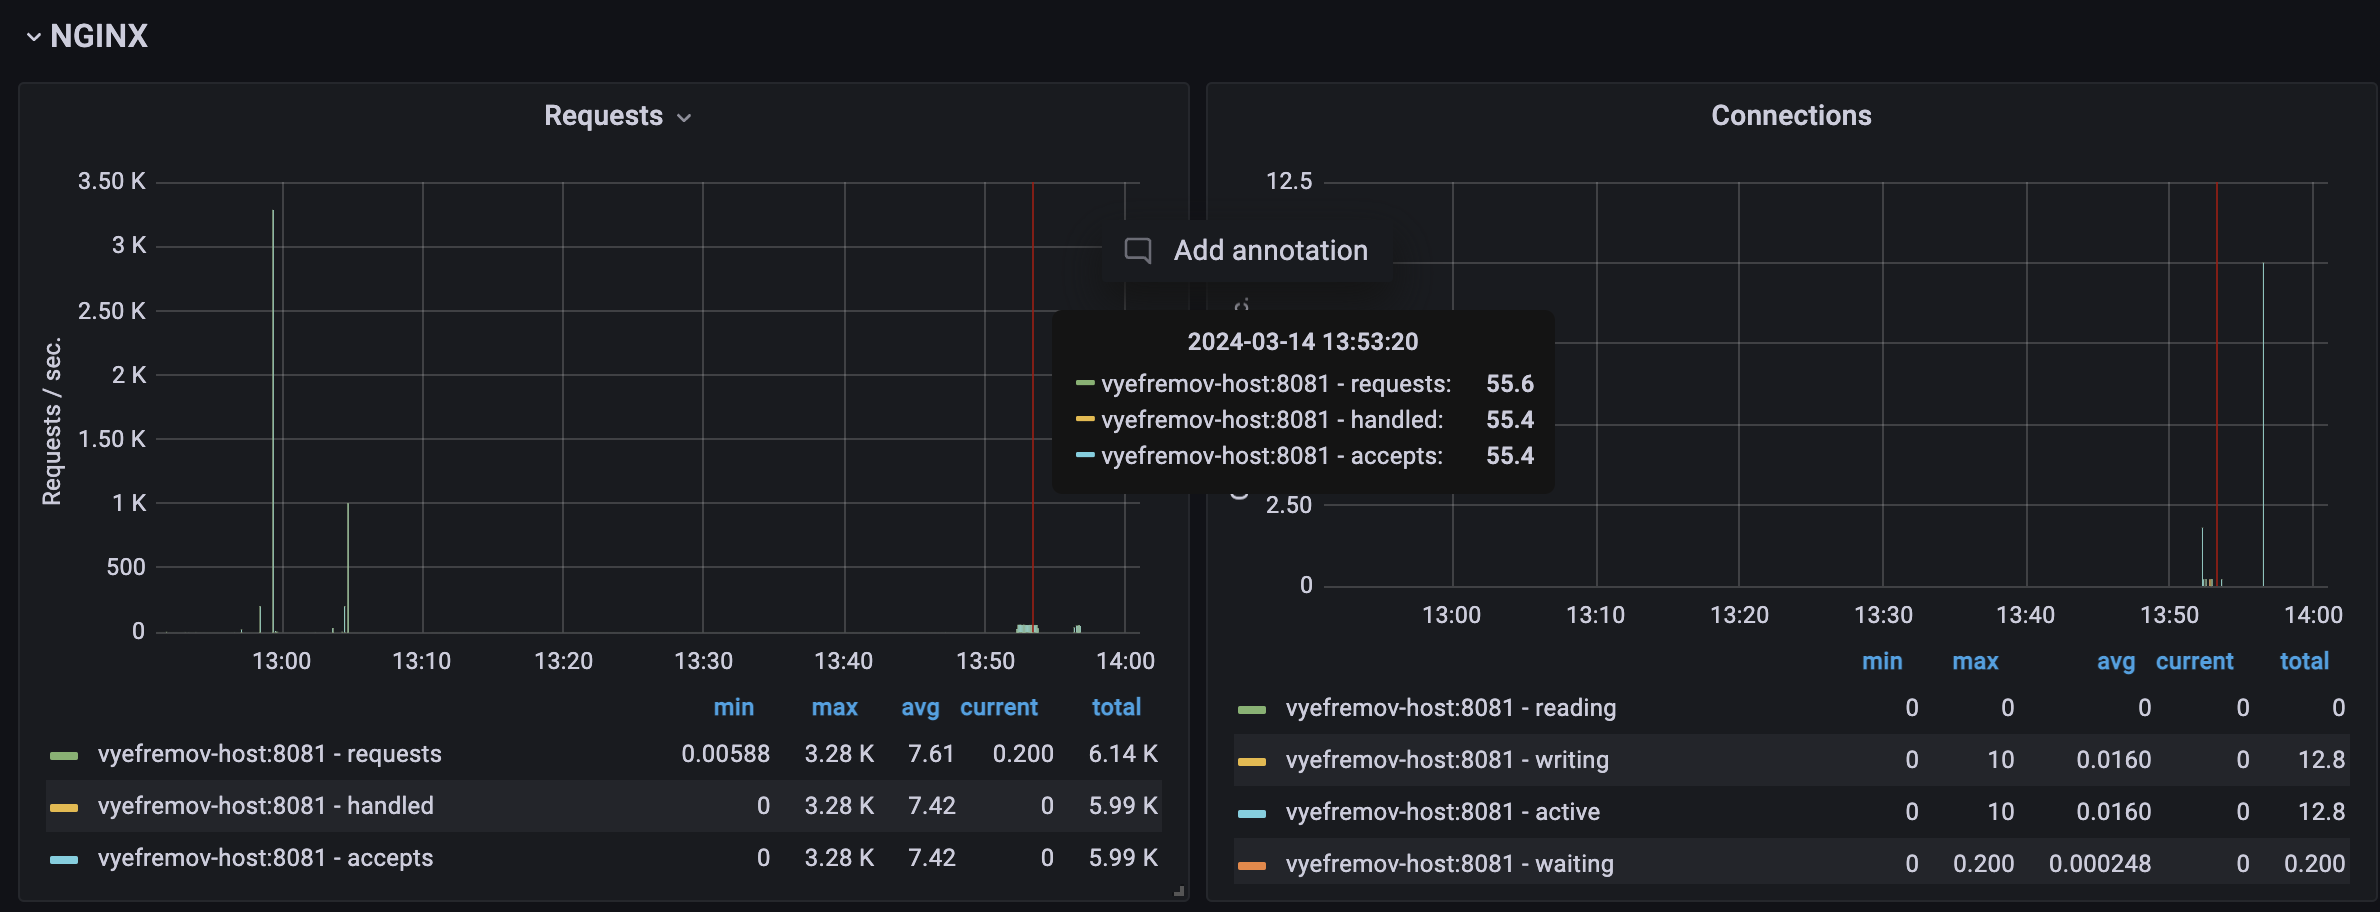 NGINX
Requests
Requests / sec.
3.50 K
3 K
2.50 K
2 K
1.50 K
1 K
500
0
13:00 13:10 13:20 13:30 13:40 13:50 14:00
min max avg current total
vyefremov-host:8081 - requests 0.00588 3.28 K 7.61 0.200 6.14 K
vyefremov-host:8081 - handled 0 3.28 K 7.42 0 5.99 K
vyefremov-host:8081 - accepts 0 3.28 K 7.42 0 5.99 K
Add annotation
2024-03-14 13:53:20
vyefremov-host:8081 - requests: 55.6
vyefremov-host:8081 - handled: 55.4
vyefremov-host:8081 - accepts: 55.4
Connections
12.5
2.50
0
13:00 13:10 13:20 13:30 13:40 13:50 14:00
min max avg current total
vyefremov-host:8081 - reading 0 0 0 0 0
vyefremov-host:8081 - writing 0 10 0.0160 0 12.8
vyefremov-host:8081 - active 0 10 0.0160 0 12.8
vyefremov-host:8081 - waiting 0 0.200 0.000248 0 0.200